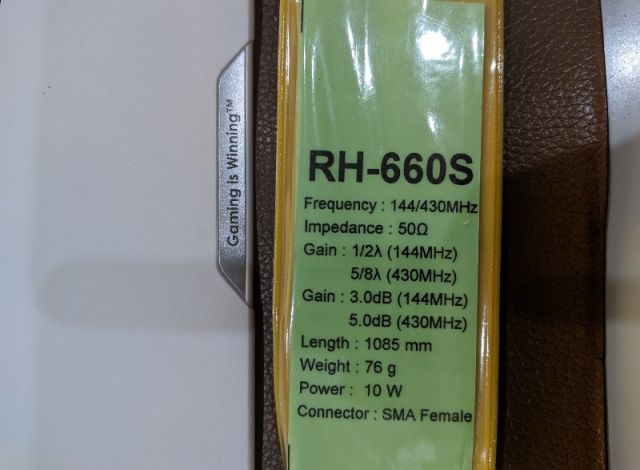 Gaming is Winning™
RH-660S
Frequency : 144/430MHz
Impedance : 50Ω
Gain : 1/2λ (144MHz)
5/8λ (430MHz)
Gain : 3.0dB (144MHz)
5.0dB (430MHz)
Length : 1085 mm
Weight : 76 g
Power : 10 W
Connector : SMA Female